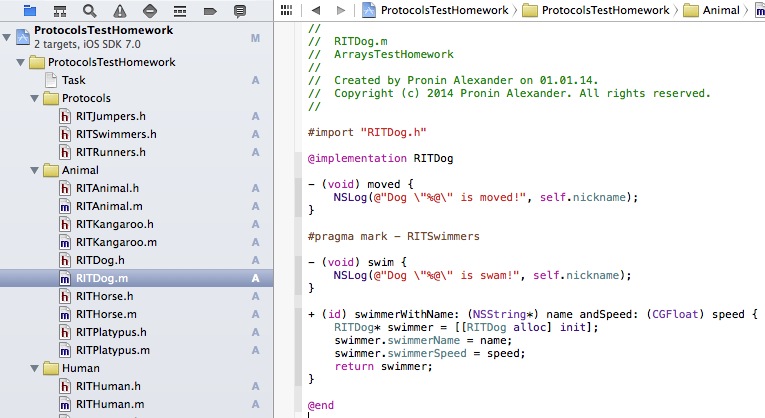 ProtocolsTestHomework M
2 targets, iOS SDK 7.0
ProtocolsTestHomework
Task A
Protocols
RITJumpers.h A
RITSwimmers.h A
RITRunners.h A
Animal
RITAnimal.h A
RITAnimal.m A
RITKangaroo.h A
RITKangaroo.m A
RITDog.h A
RITDog.m A
RITHorse.h A
RITHorse.m A
RITPlatypus.h A
RITPlatypus.m A
Human
RITHuman.h A
RITHuman.m A
ProtocolsTestHomework ProtocolsTestHomework Animal
//
// RITDog.m
// ArraysTestHomework
//
// Created by Pronin Alexander on 01.01.14.
// Copyright (c) 2014 Pronin Alexander. All rights reserved.
//
#import "RITDog.h"
@implementation RITDog
- (void) moved {
NSLog(@"Dog \"%@\" is moved!", self.nickname);
}
#pragma mark - RITSwimmers
- (void) swim {
NSLog(@"Dog \"%@\" is swam!", self.nickname);
}
+ (id) swimmerWithName: (NSString*) name andSpeed: (CGFloat) speed {
RITDog* swimmer = [[RITDog alloc] init];
swimmer.swimmerName = name;
swimmer.swimmerSpeed = speed;
return swimmer;
}
@end